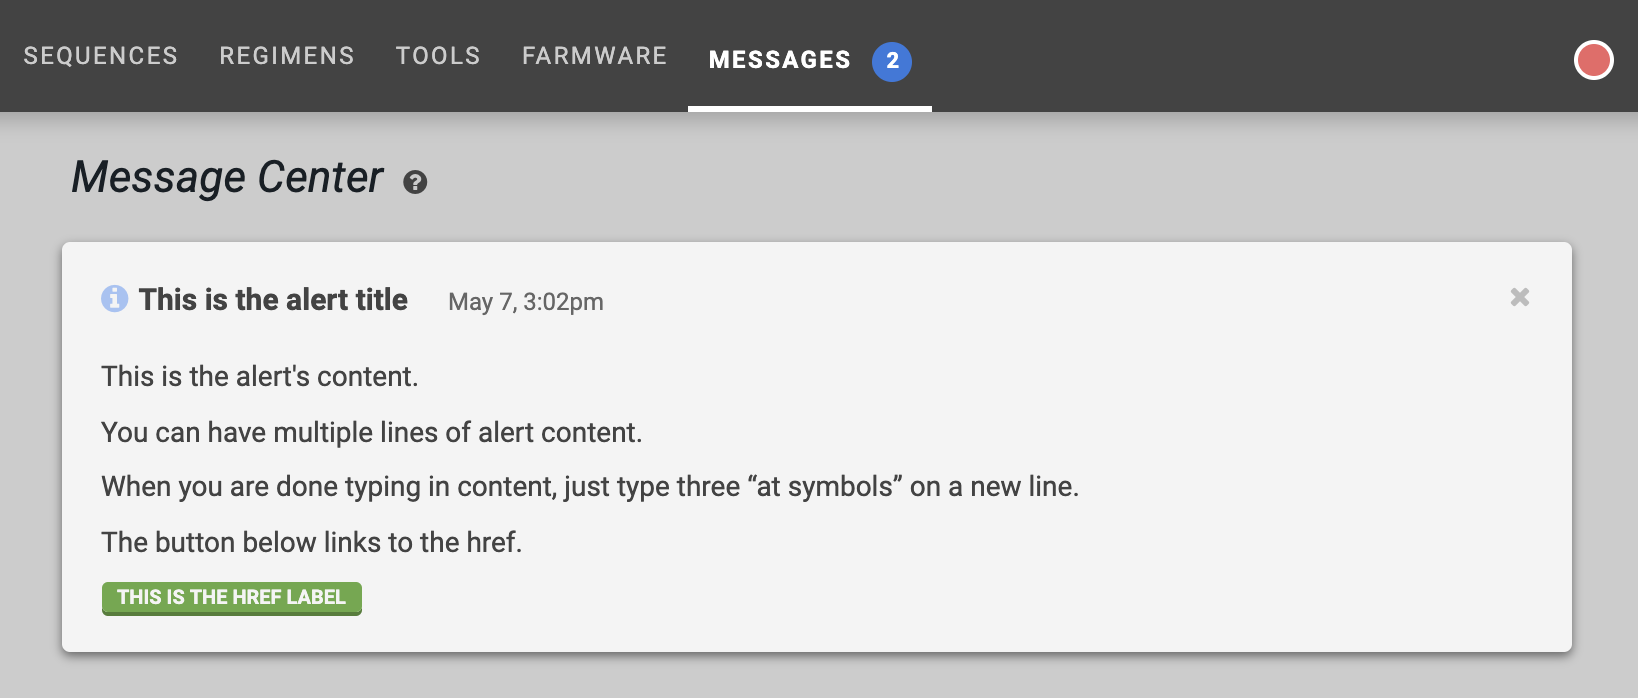 SEQUENCES REGIMENS TOOLS FARMWARE MESSAGES 2
Message Center ?
This is the alert title May 7, 3:02pm
This is the alert's content.
You can have multiple lines of alert content.
When you are done typing in content, just type three “at symbols” on a new line.
The button below links to the href.
THIS IS THE HREF LABEL